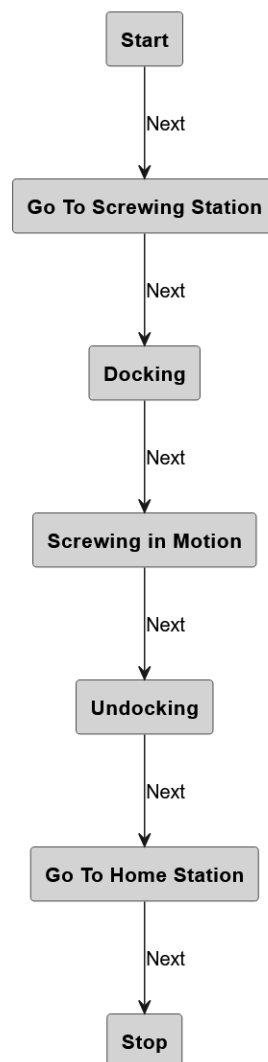 Start
Next
Go To Screwing Station
Next
Docking
Next
Screwing in Motion
Next
Undocking
Next
Go To Home Station
Next
Stop